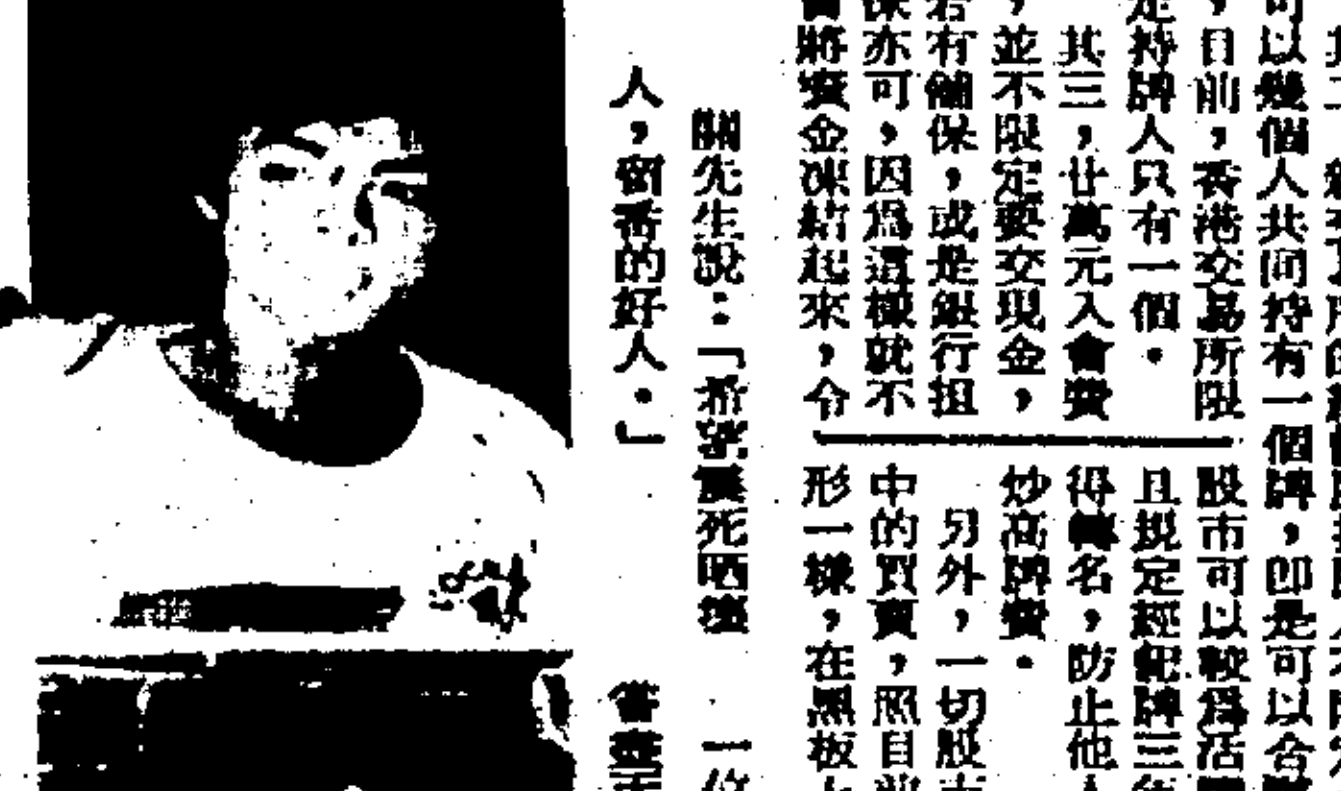 可以幾個人共同持有一個牌，即是可以合
，目前，香港交易所限
定持牌人只有一個。
其三，廿萬元入會費
，並不限定要交現金，
若有舖保，或是銀行担
保亦可，因爲這樣就不
會將資金凍結起來，令
股市可以較爲活
且規定經紀牌三年
得轉名，防止他人
炒高牌費。
另外，一切股市
中的買賣，照目前
形一樣，在黑板上
關先生說：「希望震死晒壞
人，留番的好人。」
一位